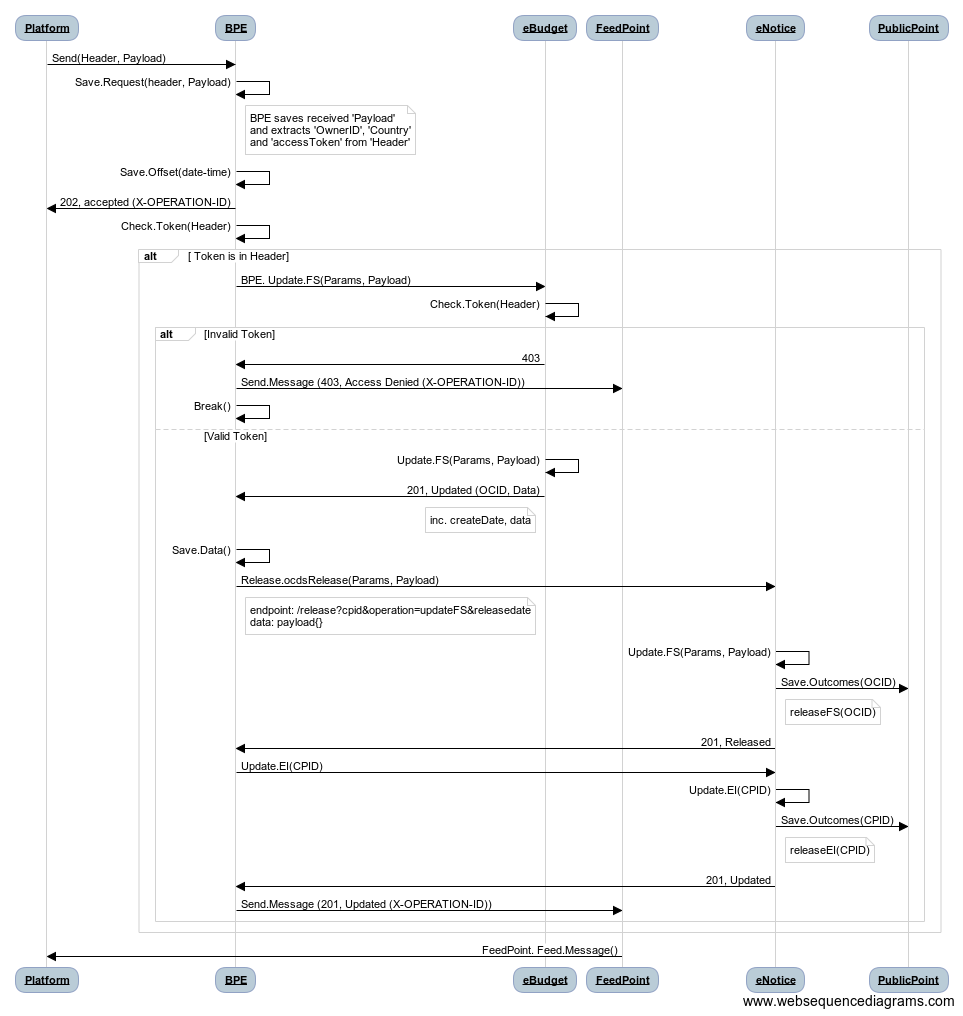 Platform BPE eBudget FeedPoint eNotice PublicPoint
Send(Header, Payload)
Save.Request(header, Payload)
BPE saves received 'Payload'
and extracts 'OwnerID', 'Country'
and 'accessToken' from 'Header'
Save.Offset(date-time)
202, accepted (X-OPERATION-ID)
Check.Token(Header)
alt [ Token is in Header]
BPE. Update.FS(Params, Payload)
Check.Token(Header)
alt [Invalid Token]
403
Send.Message (403, Access Denied (X-OPERATION-ID))
Break()
[Valid Token]
Update.FS(Params, Payload)
201, Updated (OCID, Data)
inc. createDate, data
Save.Data()
Release.ocdsRelease(Params, Payload)
endpoint: /release?cpid&operation=updateFS&releasedate
data: payload{}
Update.FS(Params, Payload)
Save.Outcomes(OCID)
releaseFS(OCID)
201, Released
Update.EI(CPID)
Update.EI(CPID)
Save.Outcomes(CPID)
releaseEI(CPID)
201, Updated
Send.Message (201, Updated (X-OPERATION-ID))
FeedPoint. Feed.Message()
Platform BPE eBudget FeedPoint eNotice PublicPoint
www.websequencediagrams.com